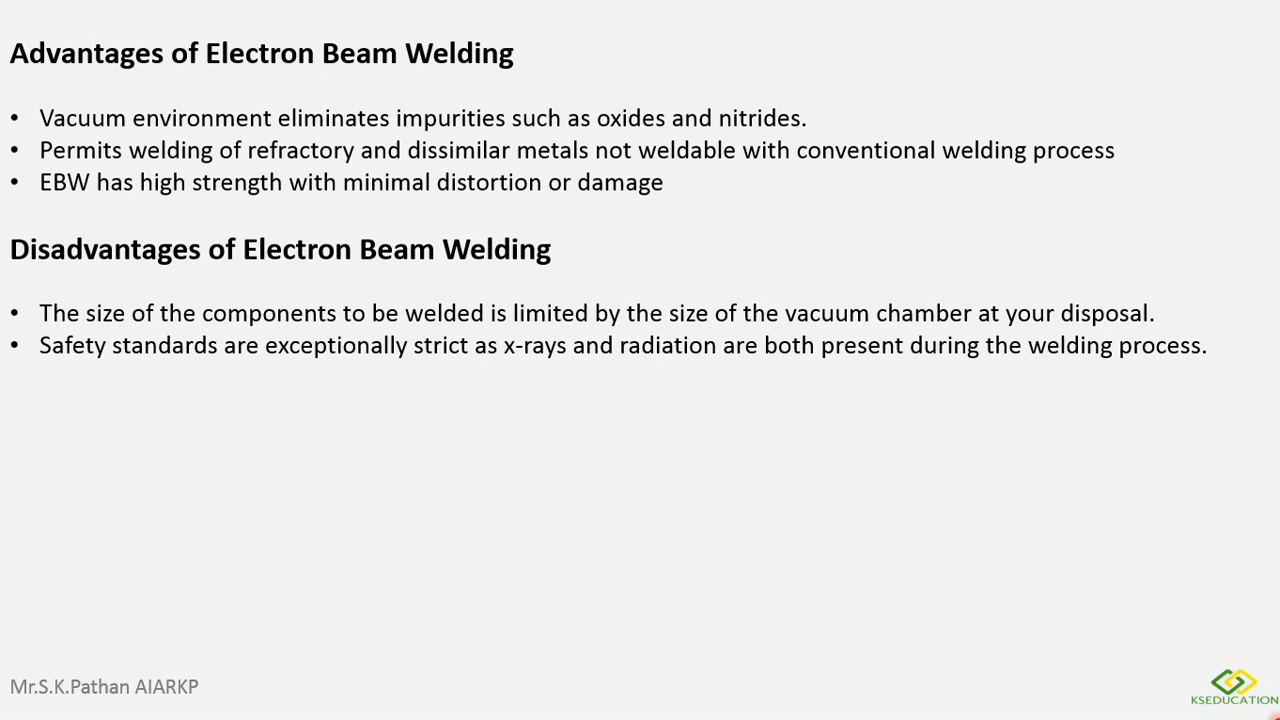 Advantages of Electron Beam Welding
• Vacuum environment eliminates impurities such as oxides and nitrides.
• Permits welding of refractory and dissimilar metals not weldable with conventional welding process
• EBW has high strength with minimal distortion or damage
Disadvantages of Electron Beam Welding
• The size of the components to be welded is limited by the size of the vacuum chamber at your disposal.
• Safety standards are exceptionally strict as x-rays and radiation are both present during the welding process.
Mr.S.K.Pathan AIARKP
KSEDUCATION